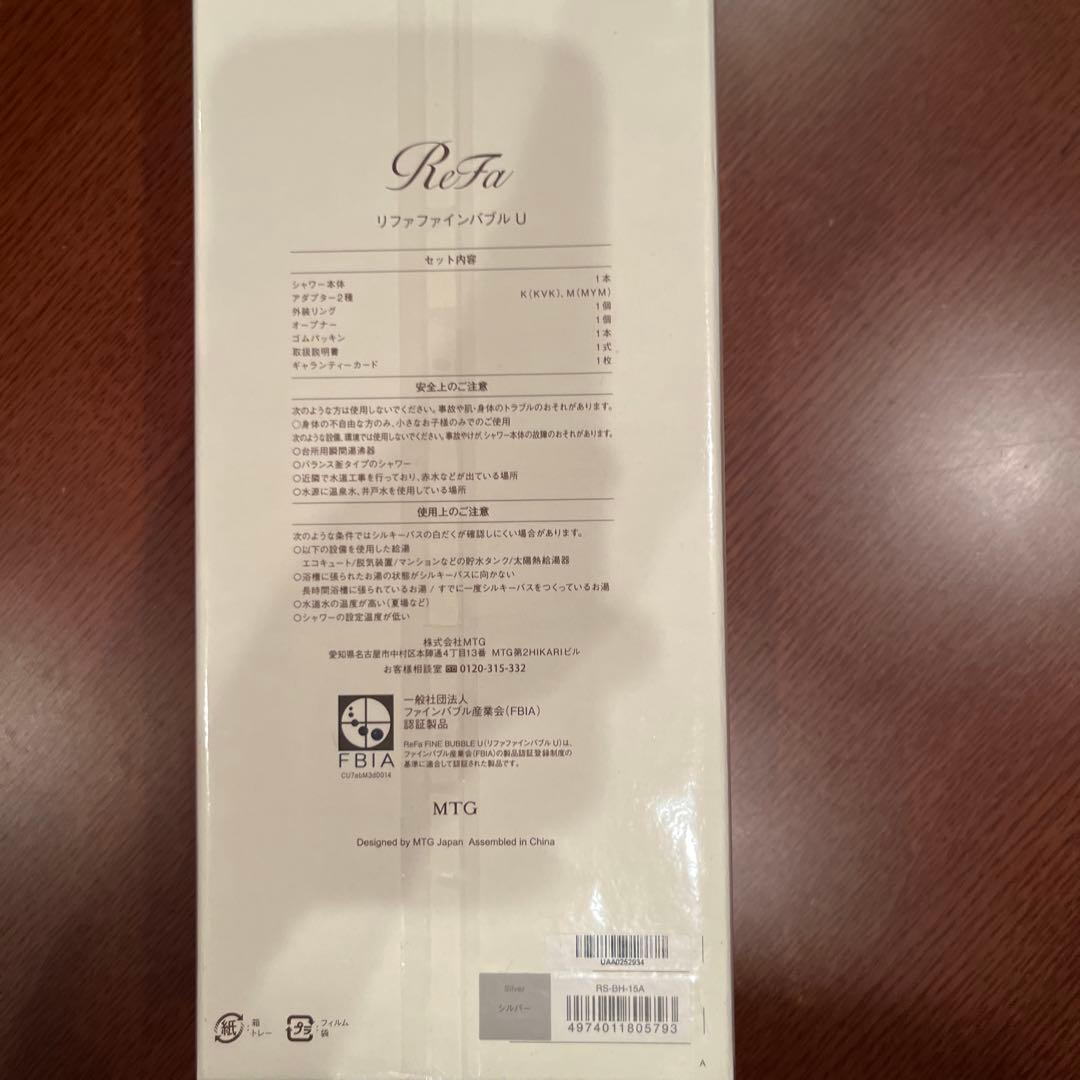 ReFa
リファファインバブル U
セット内容
シャワー本体 1本
アダプター2種 K(KVK)、M(MYM)
外装リング 1個
オープナー 1個
ゴムパッキン 1本
取扱説明書 1式
ギャランティーカード 1枚
安全上のご注意
次のような方は使用しないでください。事故や肌・身体のトラブルのおそれがあります。
○身体の不自由な方のみ、小さなお子様のみでのご使用
次のような設備、環境では使用しないでください。事故やけが、シャワー本体の故障のおそれがあります。
○台所用瞬間湯沸器
○バランス釜タイプのシャワー
○近隣で水道工事を行っており、赤水などが出ている場所
○水源に温泉水、井戸水を使用している場所
使用上のご注意
次のような条件ではシルキーバスの白だくが確認しにくい場合があります。
○以下の設備を使用した給湯
エコキュート/脱気装置/マンションなどの貯水タンク/太陽熱給湯器
○浴槽に張られたお湯の状態がシルキーバスに向かない
長時間浴槽に張られているお湯 / すでに一度シルキーバスをつくっているお湯
○水道水の温度が高い(夏場など)
○シャワーの設定温度が低い
株式会社MTG
愛知県名古屋市中村区本陣通4丁目13番 MTG第2HIKARIビル
お客様相談室 0120-315-332
一般社団法人
ファインバブル産業会(FBIA)
認証製品
ReFa FINE BUBBLE U(リファファインバブル U)は、
ファインバブル産業会(FBIA)の製品認証登録制度の
基準に適合して認証された製品です。
FBIA
CU7abM3d0014
MTG
Designed by MTG Japan Assembled in China
UAA0252934
Silver
シルバー
RS-BH-15A
4974011805793
紙 :箱
トレー
プラ :フィルム
袋
A